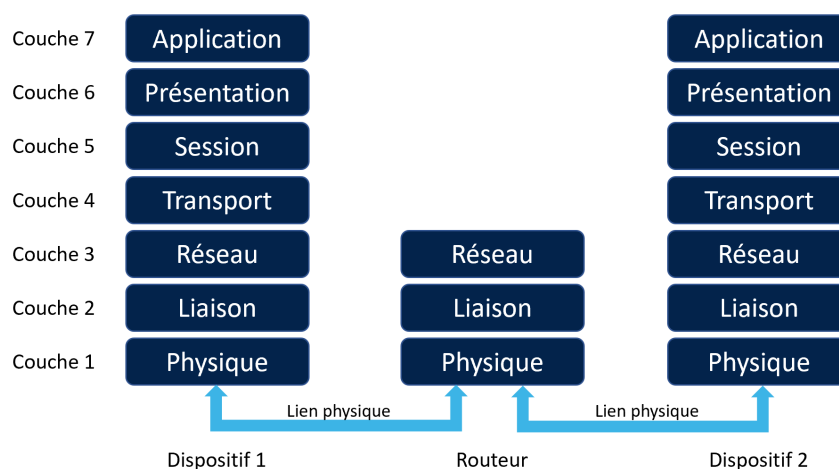 Couche 7 Application Application
Couche 6 Présentation Présentation
Couche 5 Session Session
Couche 4 Transport Transport
Couche 3 Réseau Réseau Réseau
Couche 2 Liaison Liaison Liaison
Couche 1 Physique Physique Physique
Lien physique Lien physique
Dispositif 1 Routeur Dispositif 2